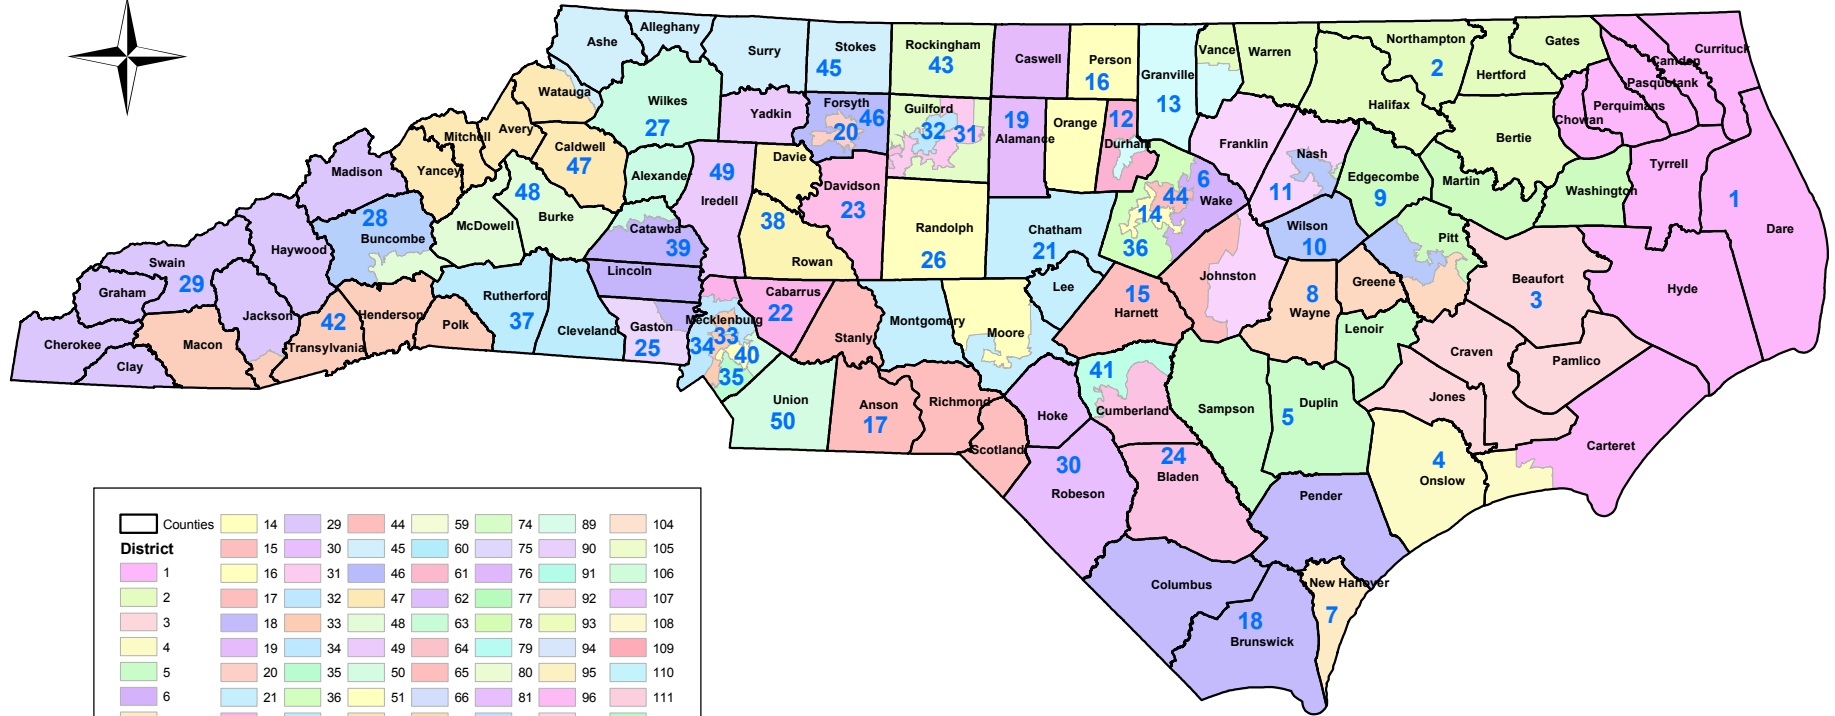 Ashe
Alleghany
Surry
Stokes
45
Rockingham
43
Caswell
Person
16
Granville
13
Vance
Warren
Northampton
2
Hertford
Gates
Camden
Currituck
Pasquotank
Perquimans
Chowan
Halifax
Bertie
Watauga
Wilkes
27
Yadkin
Forsyth
46
20
Guilford
32
31
19
Alamance
Orange
12
Durham
Franklin
Nash
11
Edgecombe
9
Martin
Washington
Tyrrell
1
Dare
Mitchell
Avery
Caldwell
47
Yancey
Madison
Alexander
49
Iredell
Davie
38
Rowan
Davidson
23
Randolph
26
Chatham
21
6
44
Wake
14
36
Wilson
10
Pitt
Beaufort
3
Hyde
48
Burke
McDowell
28
Buncombe
Haywood
Swain
29
Graham
Jackson
Cherokee
Clay
Macon
42
Transylvania
Henderson
Polk
Rutherford
37
Cleveland
Catawba
39
Lincoln
Gaston
25
Mecklenburg
33
34
40
35
Cabarrus
22
Stanly
Montgomery
Moore
Lee
15
Harnett
Johnston
8
Wayne
Greene
Lenoir
Craven
Pamlico
Jones
Carteret
Union
50
Anson
17
Richmond
Scotland
Hoke
41
Cumberland
Sampson
5
Duplin
4
Onslow
30
Robeson
24
Bladen
Pender
Columbus
18
Brunswick
New Hanover
7
Counties 14 29 44 59 74 89 104
District 15 30 45 60 75 90 105
1 16 31 46 61 76 91 106
2 17 32 47 62 77 92 107
3 18 33 48 63 78 93 108
4 19 34 49 64 79 94 109
5 20 35 50 65 80 95 110
6 21 36 51 66 81 96 111